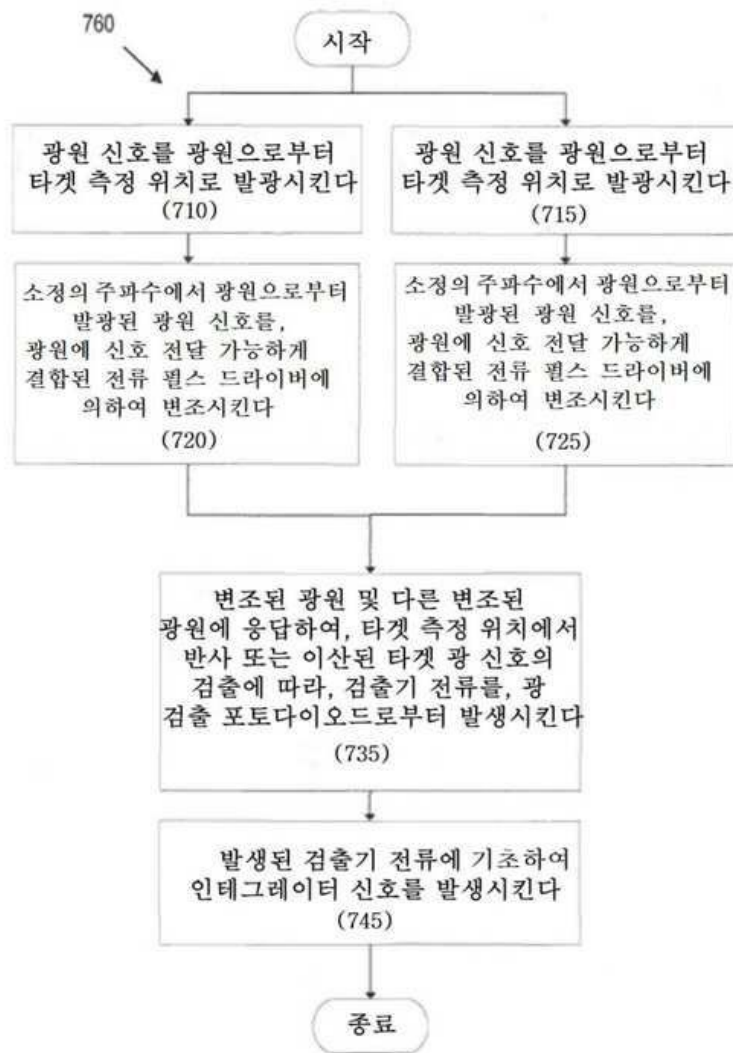 760
시작
광원 신호를 광원으로부터
타겟 측정 위치로 발광시킨다
(710)
광원 신호를 광원으로부터
타겟 측정 위치로 발광시킨다
(715)
소정의 주파수에서 광원으로부터
발광된 광원 신호를,
광원에 신호 전달 가능하게
결합된 전류 펄스 드라이버에
의하여 변조시킨다
(720)
소정의 주파수에서 광원으로부터
발광된 광원 신호를,
광원에 신호 전달 가능하게
결합된 전류 펄스 드라이버에
의하여 변조시킨다
(725)
변조된 광원 및 다른 변조된
광원에 응답하여, 타겟 측정 위치에서
반사 또는 이산된 타겟 광 신호의
검출에 따라, 검출기 전류를, 광
검출 포토다이오드로부터 발생시킨다
(735)
발생된 검출기 전류에 기초하여
인테그레이터 신호를 발생시킨다
(745)
종료